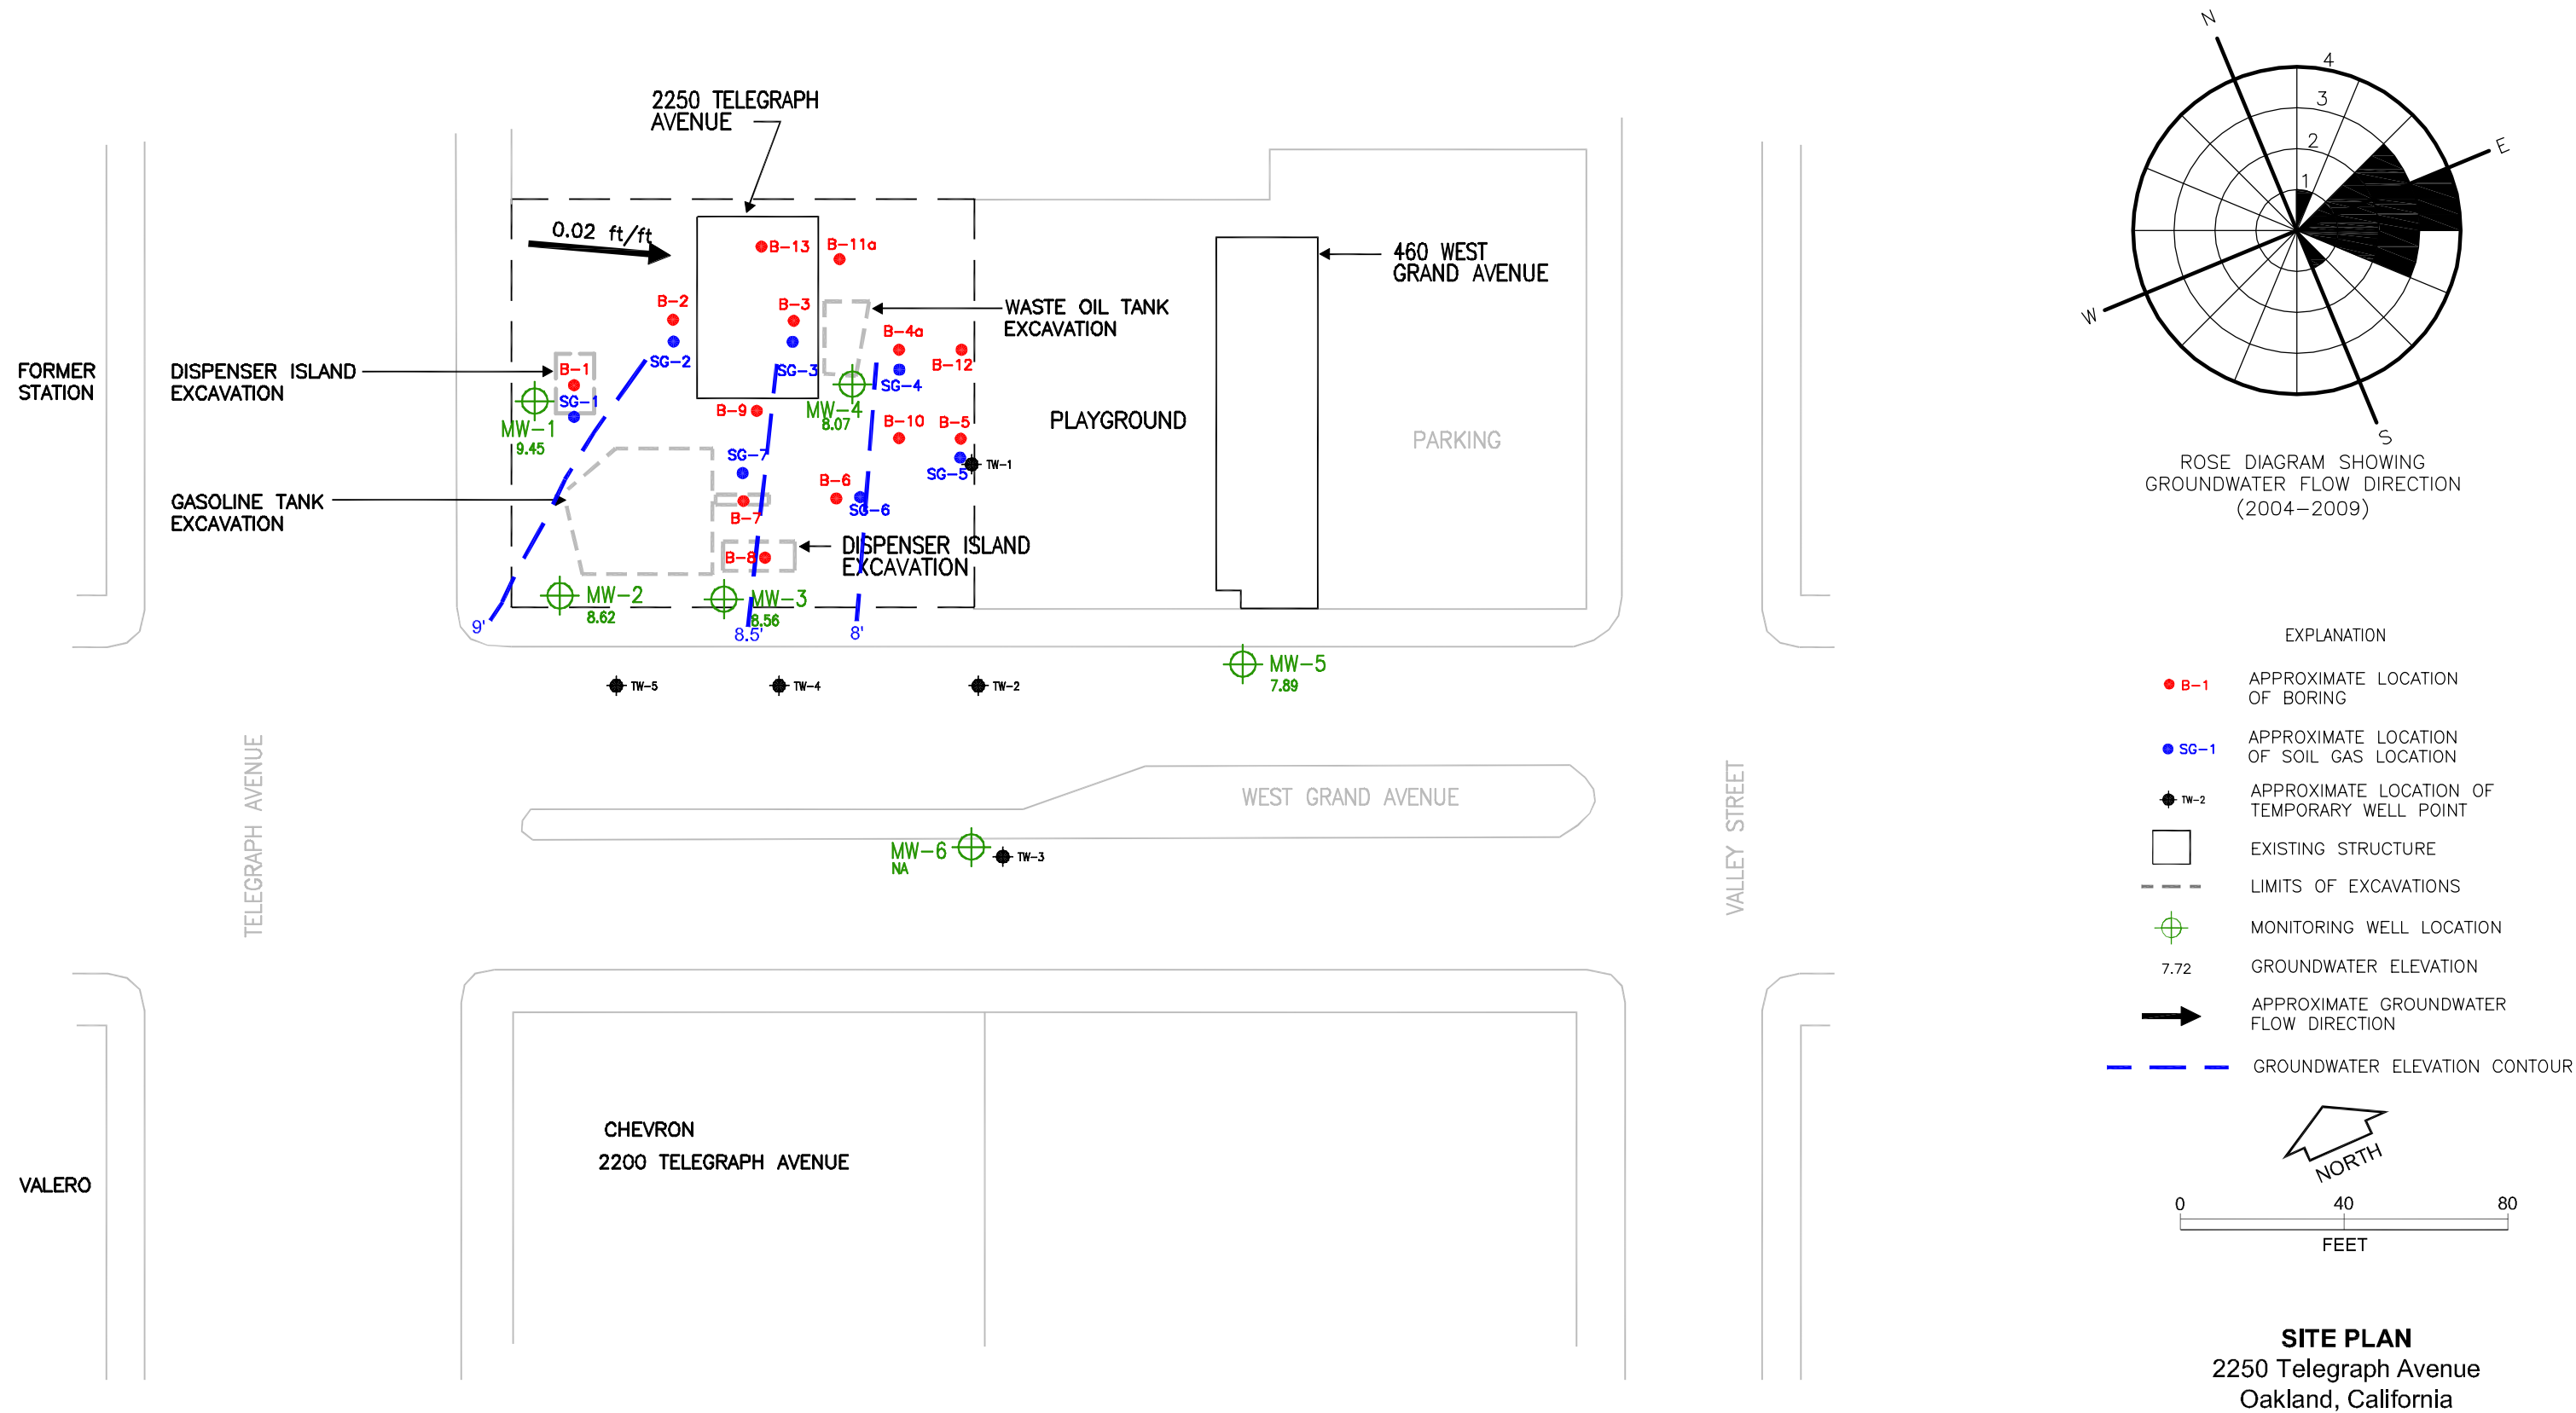 2250 TELEGRAPH
AVENUE
0.02 ft/ft
B-13
B-11a
B-2
B-3
SG-2
SG-3
WASTE OIL TANK
EXCAVATION
B-4a
SG-4
B-12
460 WEST
GRAND AVENUE
FORMER
STATION
DISPENSER ISLAND
EXCAVATION
B-1
SG-1
MW-1
9.45
B-9
MW-4
8.07
B-10
B-5
SG-5
TW-1
PLAYGROUND
PARKING
GASOLINE TANK
EXCAVATION
SG-7
B-7
B-6
SG-6
B-8
DISPENSER ISLAND
EXCAVATION
MW-2
8.62
MW-3
8.56
9'
8.5'
8'
TW-5
TW-4
TW-2
MW-5
7.89
TELEGRAPH AVENUE
WEST GRAND AVENUE
VALLEY STREET
MW-6
NA
TW-3
CHEVRON
2200 TELEGRAPH AVENUE
VALERO
N
E
S
W
4
3
2
1
ROSE DIAGRAM SHOWING
GROUNDWATER FLOW DIRECTION
(2004-2009)
EXPLANATION
B-1
APPROXIMATE LOCATION
OF BORING
SG-1
APPROXIMATE LOCATION
OF SOIL GAS LOCATION
TW-2
APPROXIMATE LOCATION OF
TEMPORARY WELL POINT
EXISTING STRUCTURE
LIMITS OF EXCAVATIONS
MONITORING WELL LOCATION
7.72
GROUNDWATER ELEVATION
APPROXIMATE GROUNDWATER
FLOW DIRECTION
GROUNDWATER ELEVATION CONTOUR
NORTH
0 40 80
FEET
SITE PLAN
2250 Telegraph Avenue
Oakland, California